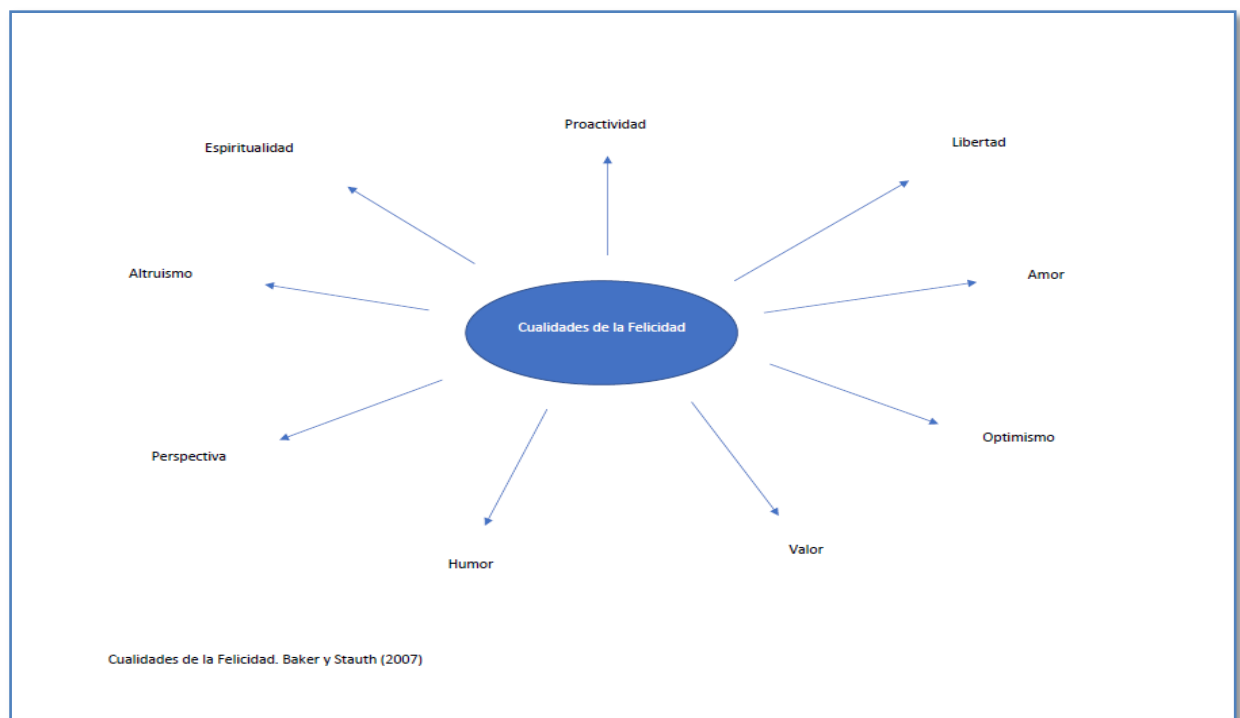 Proactividad
Espiritualidad
Libertad
Altruismo
Amor
Cualidades de la Felicidad
Optimismo
Perspectiva
Valor
Humor
Cualidades de la Felicidad. Baker y Stauth (2007)